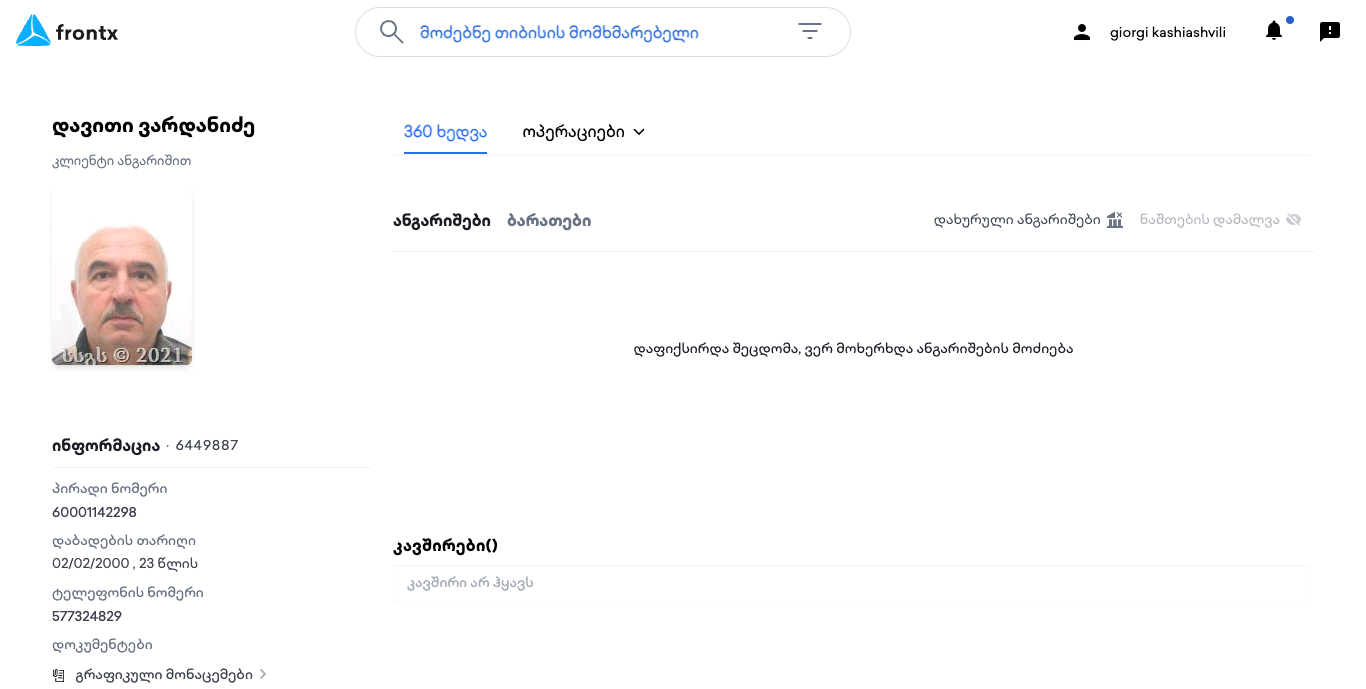 frontx
მოძებნე თიბისის მომხმარებელი
giorgi kashiashvili
დავითი ვარდანიძე
კლიენტი ანგარიშით
სსგს © 2021
ინფორმაცია · 6449887
პირადი ნომერი
60001142298
დაბადების თარიღი
02/02/2000 , 23 წლის
ტელეფონის ნომერი
577324829
დოკუმენტები
გრაფიკული მონაცემები
360 ხედვა
ოპერაციები
ანგარიშები
ბარათები
დახურული ანგარიშები
ნაშთების დამალვა
დაფიქსირდა შეცდომა, ვერ მოხერხდა ანგარიშების მოძიება
კავშირები()
კავშირი არ ჰყავს